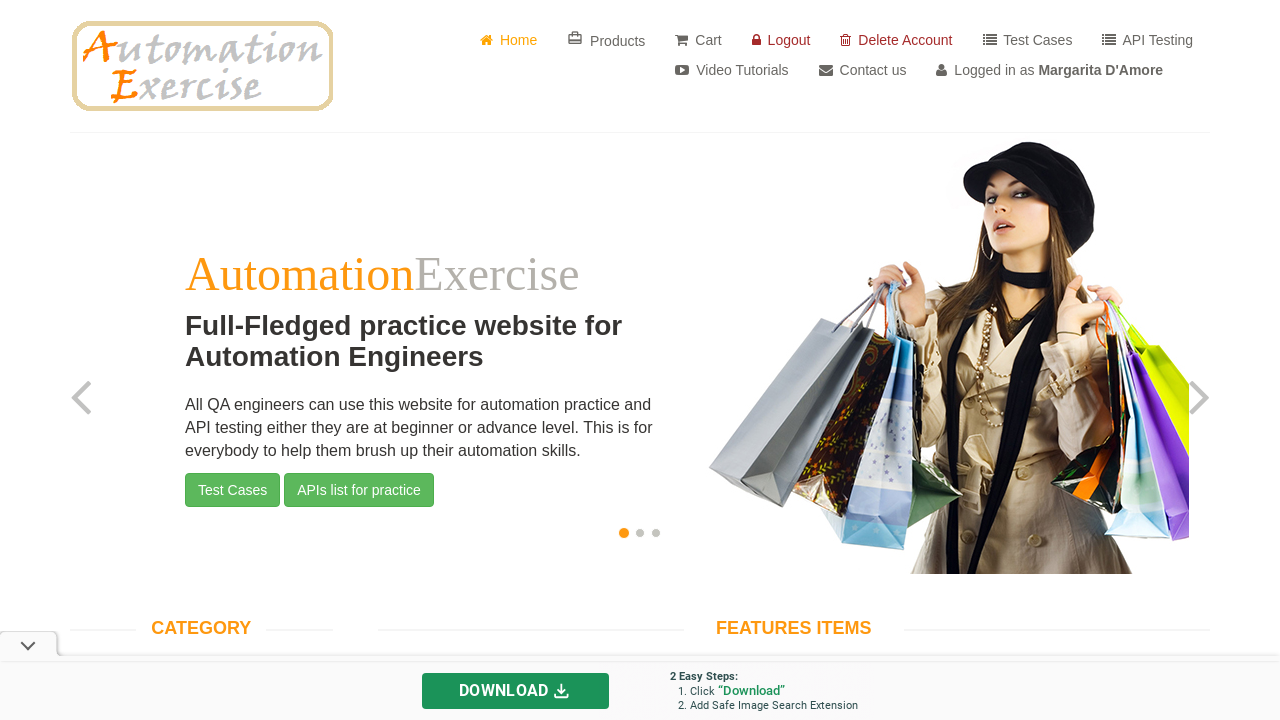 Automation
Exercise
Home
Products
Cart
Logout
Delete Account
Test Cases
API Testing
Video Tutorials
Contact us
Logged in as Margarita D'Amore
AutomationExercise
Full-Fledged practice website for
Automation Engineers
All QA engineers can use this website for automation practice and
API testing either they are at beginner or advance level. This is for
everybody to help them brush up their automation skills.
Test Cases
APIs list for practice
CATEGORY
FEATURES ITEMS
DOWNLOAD
2 Easy Steps:
1. Click “Download”
2. Add Safe Image Search Extension